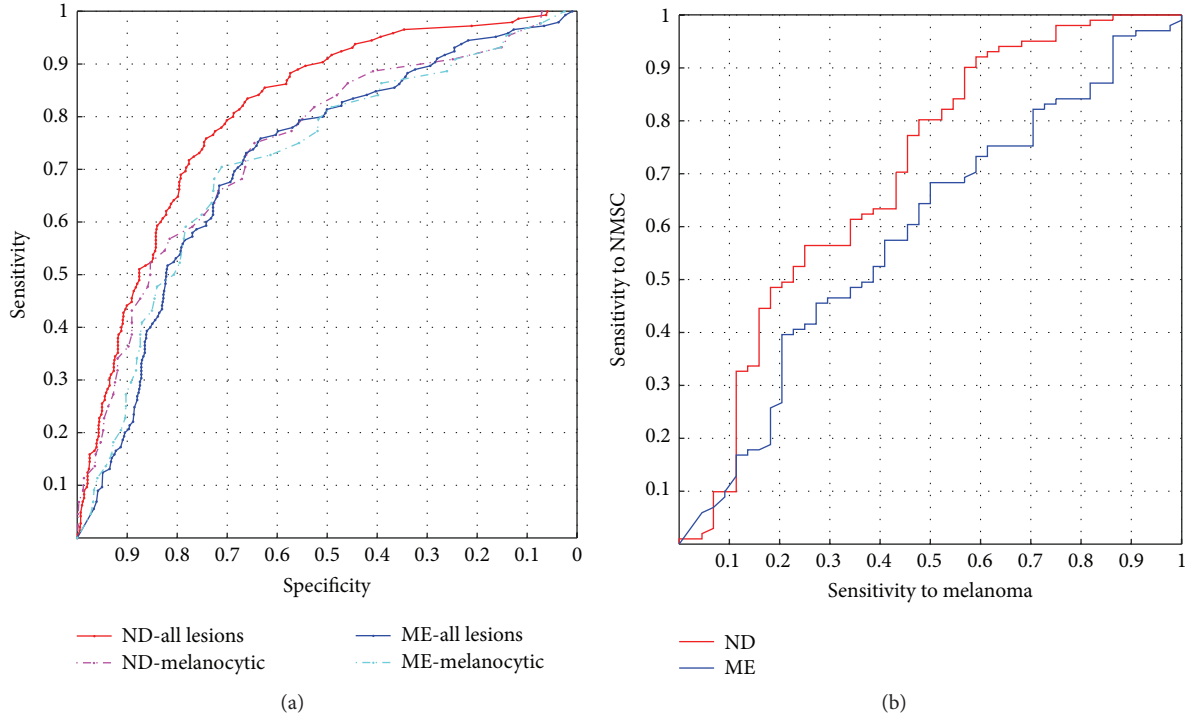 1
0.9
0.8
0.7
0.6
0.5
0.4
0.3
0.2
0.1
Sensitivity
0.9 0.8 0.7 0.6 0.5 0.4 0.3 0.2 0.1 0
Specificity
ND-all lesions
ND-melanocytic
ME-all lesions
ME-melanocytic
(a)
1
0.9
0.8
0.7
0.6
0.5
0.4
0.3
0.2
0.1
Sensitivity to NMSC
0.1 0.2 0.3 0.4 0.5 0.6 0.7 0.8 0.9 1
Sensitivity to melanoma
ND
ME
(b)